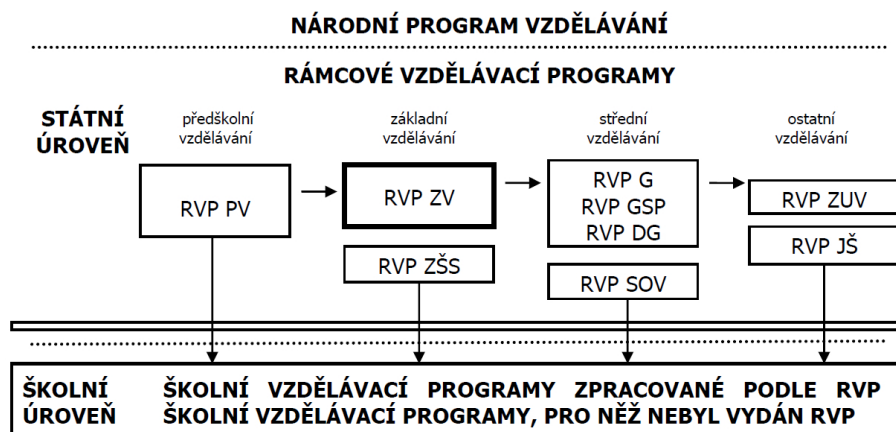 NÁRODNÍ PROGRAM VZDĚLÁVÁNÍ
RÁMCOVÉ VZDĚLÁVACÍ PROGRAMY
STÁTNÍ
ÚROVEŇ
předškolní
vzdělávání
základní
vzdělávání
střední
vzdělávání
ostatní
vzdělávání
RVP PV
RVP ZV
RVP G
RVP GSP
RVP DG
RVP ZUV
RVP ZŠS
RVP SOV
RVP JŠ
ŠKOLNÍ ŠKOLNÍ VZDĚLÁVACÍ PROGRAMY ZPRACOVANÉ PODLE RVP
ÚROVEŇ ŠKOLNÍ VZDĚLÁVACÍ PROGRAMY, PRO NĚŽ NEBYL VYDÁN RVP